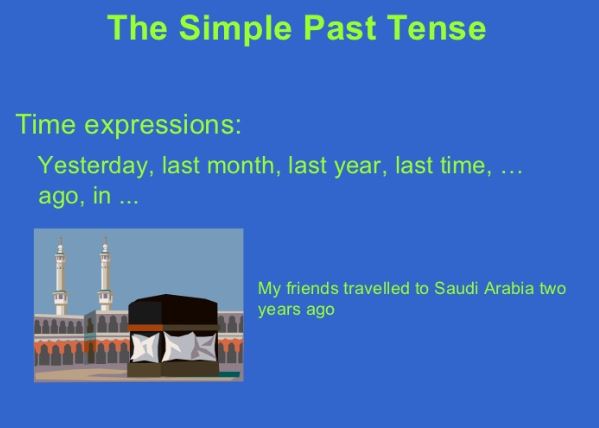 The Simple Past Tense
Time expressions:
Yesterday, last month, last year, last time, …
ago, in ...
My friends travelled to Saudi Arabia two
years ago